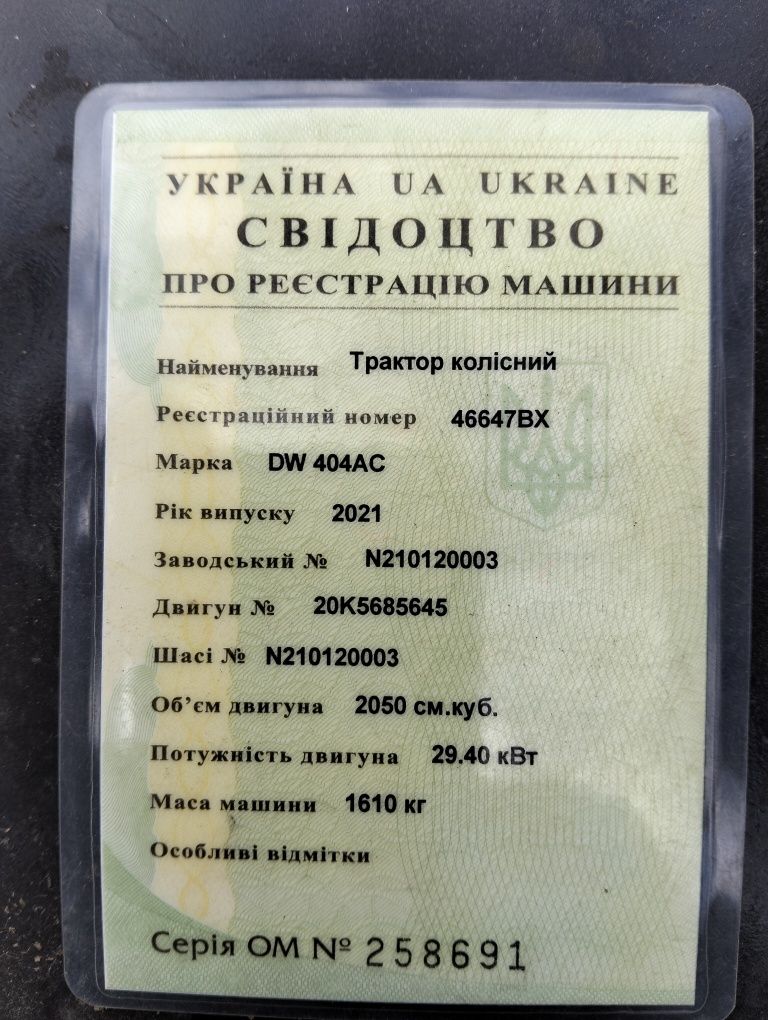 УКРАЇНА UA UKRAINE
СВІДОЦТВО
ПРО РЕЄСТРАЦІЮ МАШИНИ
Найменування Трактор колісний
Реєстраційний номер 46647ВХ
Марка DW 404AC
Рік випуску 2021
Заводський № N210120003
Двигун № 20K5685645
Шасі № N210120003
Об’єм двигуна 2050 см.куб.
Потужність двигуна 29.40 кВт
Маса машини 1610 кг
Особливі відмітки
Серія ОМ № 258691